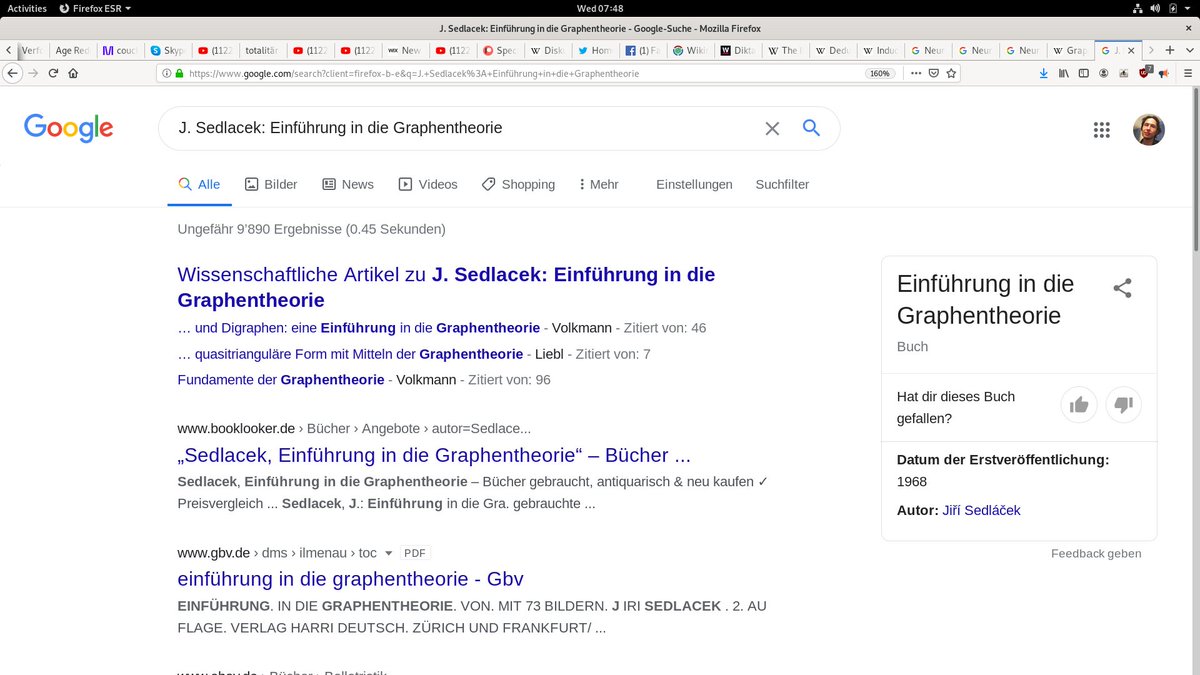 Activities Firefox ESR Wed 07:48
J. Sedlacek: Einführung in die Graphentheorie - Google-Suche - Mozilla Firefox
Age Red couc Skyp (1122 totalitär (1122 (1122 New (1122 Spec Disk Hom (1) Fa Wikin Dikta The Dedu Induc Neur Neur Neur Grap J.
https://www.google.com/search?client=firefox-b-e&q=J.+Sedlacek%3A+Einführung+in+die+Graphentheorie 160%
Google
J. Sedlacek: Einführung in die Graphentheorie
Alle Bilder News Videos Shopping Mehr Einstellungen Suchfilter
Ungefähr 9'890 Ergebnisse (0.45 Sekunden)
Wissenschaftliche Artikel zu J. Sedlacek: Einführung in die
Graphentheorie
… und Digraphen: eine Einführung in die Graphentheorie - Volkmann - Zitiert von: 46
… quasitrianguläre Form mit Mitteln der Graphentheorie - Liebl - Zitiert von: 7
Fundamente der Graphentheorie - Volkmann - Zitiert von: 96
www.booklooker.de › Bücher › Angebote › autor=Sedlace...
„Sedlacek, Einführung in die Graphentheorie“ – Bücher ...
Sedlacek, Einführung in die Graphentheorie – Bücher gebraucht, antiquarisch & neu kaufen ✓
Preisvergleich ... Sedlacek, J.: Einführung in die Gra. gebrauchte ...
www.gbv.de › dms › ilmenau › toc PDF
einführung in die graphentheorie - Gbv
EINFÜHRUNG. IN DIE GRAPHENTHEORIE. VON. MIT 73 BILDERN. J IRI SEDLACEK . 2. AU
FLAGE. VERLAG HARRI DEUTSCH. ZÜRICH UND FRANKFURT/ ...
Einführung in die
Graphentheorie
Buch
Hat dir dieses Buch
gefallen?
Datum der Erstveröffentlichung:
1968
Autor: Jiří Sedláček
Feedback geben